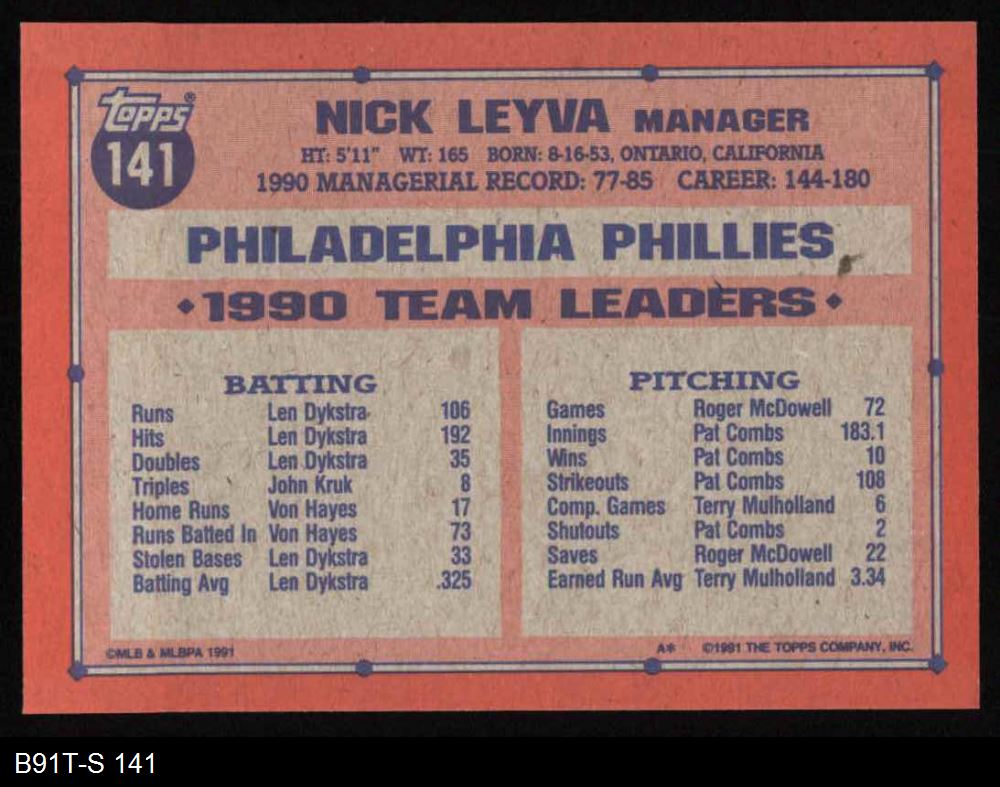 TOPPS®
141
NICK LEYVA MANAGER
HT: 5'11" WT: 165 BORN: 8-16-53, ONTARIO, CALIFORNIA
1990 MANAGERIAL RECORD: 77-85 CAREER: 144-180
PHILADELPHIA PHILLIES
1990 TEAM LEADERS
BATTING
Runs Len Dykstra 106
Hits Len Dykstra 192
Doubles Len Dykstra 35
Triples John Kruk 8
Home Runs Von Hayes 17
Runs Batted In Von Hayes 73
Stolen Bases Len Dykstra 33
Batting Avg Len Dykstra .325
PITCHING
Games Roger McDowell 72
Innings Pat Combs 183.1
Wins Pat Combs 10
Strikeouts Pat Combs 108
Comp. Games Terry Mulholland 6
Shutouts Pat Combs 2
Saves Roger McDowell 22
Earned Run Avg Terry Mulholland 3.34
©MLB & MLBPA 1991
A* ©1991 THE TOPPS COMPANY, INC.
B91T-S 141